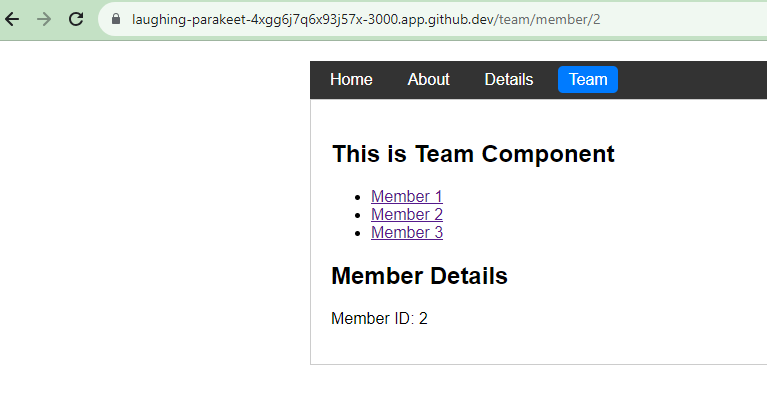 laughing-parakeet-4xgg6j7q6x93j57x-3000.app.github.dev/team/member/2
Home About Details Team
This is Team Component
Member 1
Member 2
Member 3
Member Details
Member ID: 2